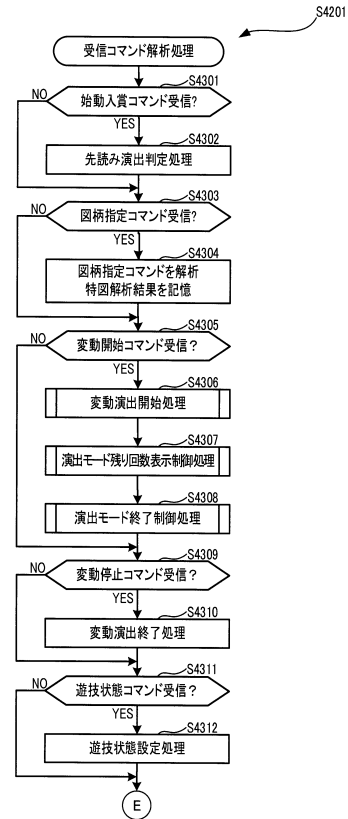 S4201
受信コマンド解析処理
S4301
NO
始動入賞コマンド受信?
YES
S4302
先読み演出判定処理
S4303
NO
図柄指定コマンド受信?
YES
S4304
図柄指定コマンドを解析
特図解析結果を記憶
S4305
NO
変動開始コマンド受信?
YES
S4306
変動演出開始処理
S4307
演出モード残り回数表示制御処理
S4308
演出モード終了制御処理
S4309
NO
変動停止コマンド受信?
YES
S4310
変動演出終了処理
S4311
NO
遊技状態コマンド受信?
YES
S4312
遊技状態設定処理
E